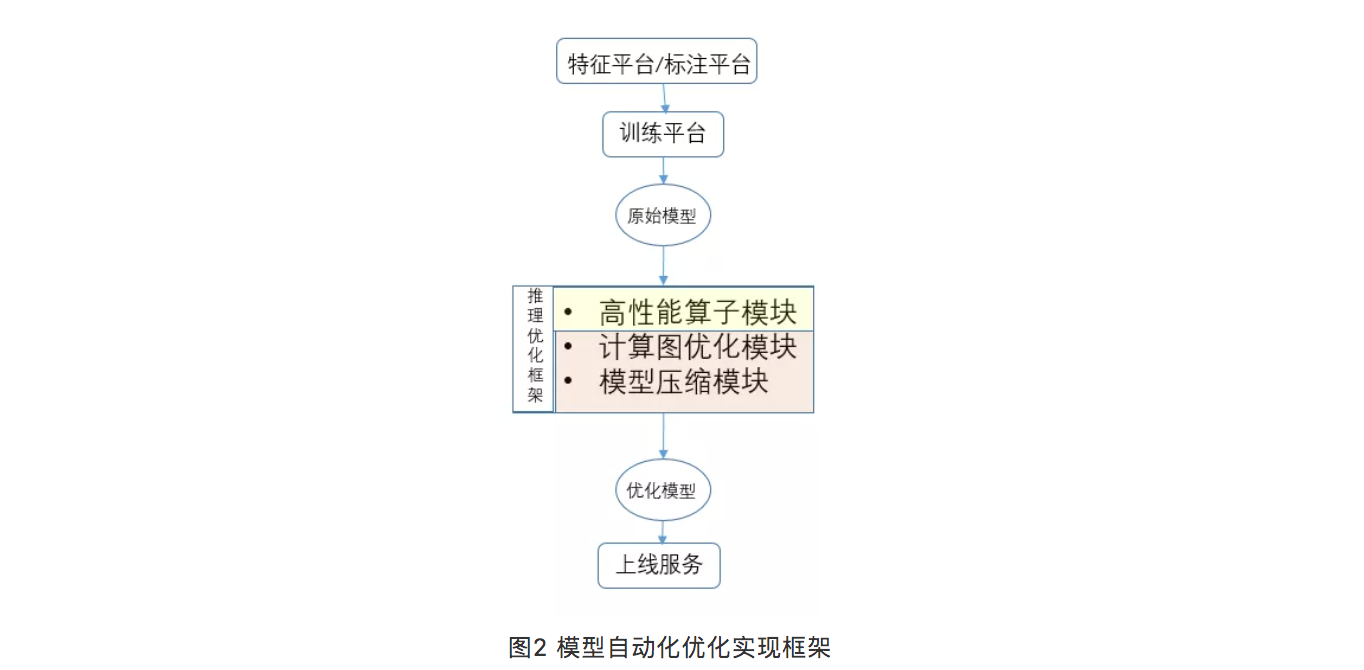 特征平台/标注平台
训练平台
原始模型
推理优化框架
• 高性能算子模块
• 计算图优化模块
• 模型压缩模块
优化模型
上线服务
图2 模型自动化优化实现框架